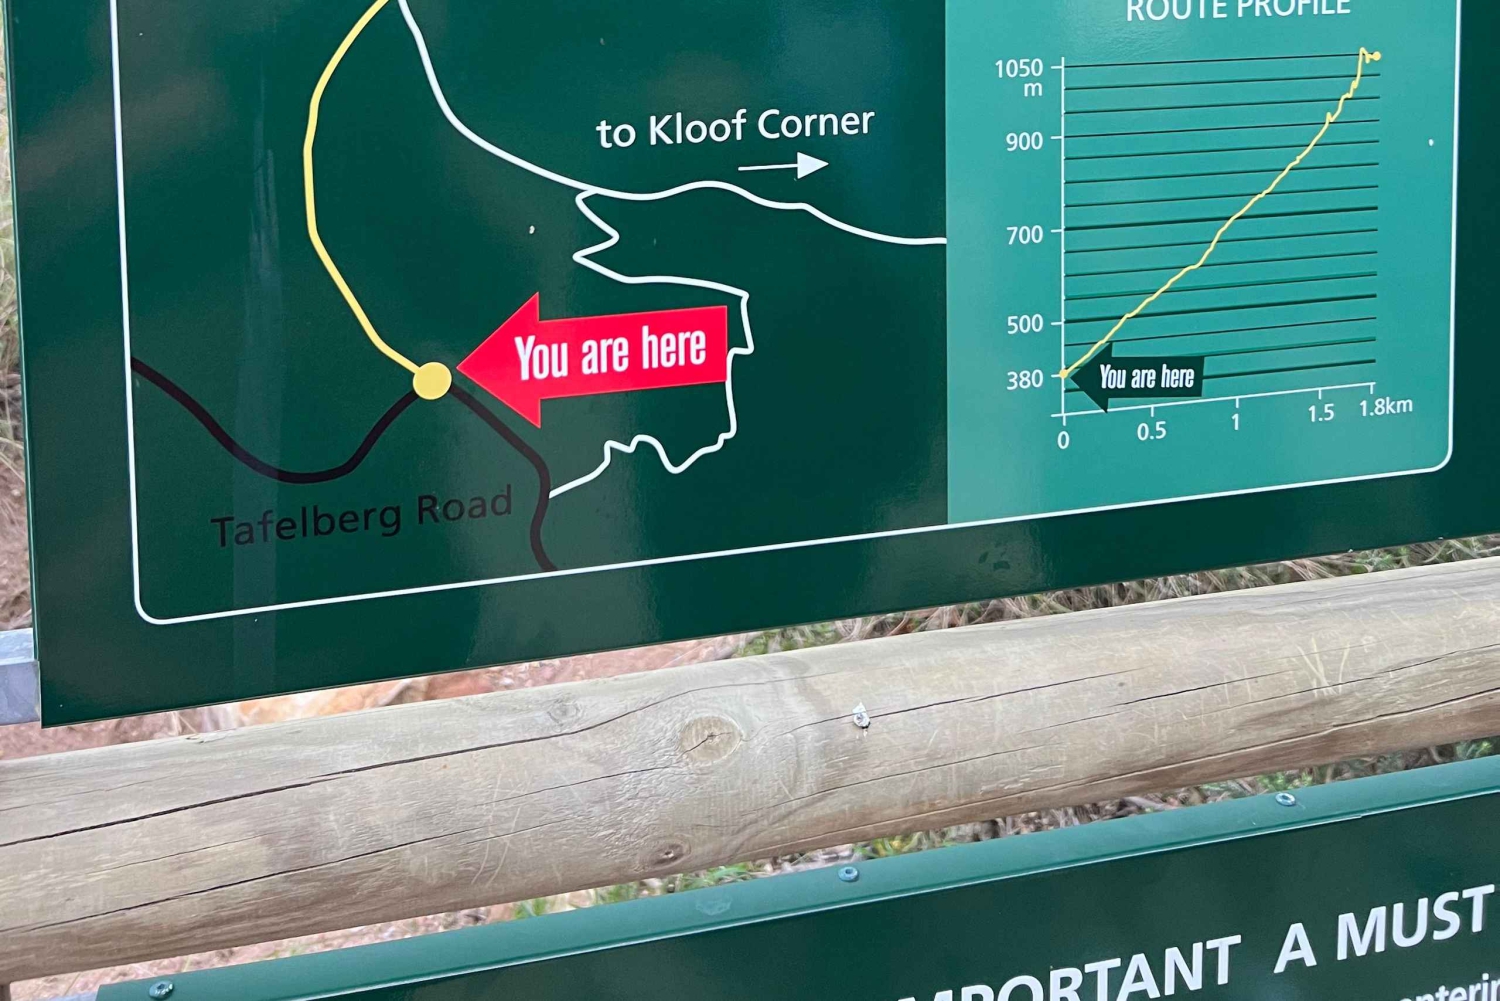 ROUTE PROFILE
1050
m
900
700
500
380
You are here
0
0.5
1
1.5
1.8km
to Kloof Corner
You are here
Tafelberg Road
IMPORTANT A MUST